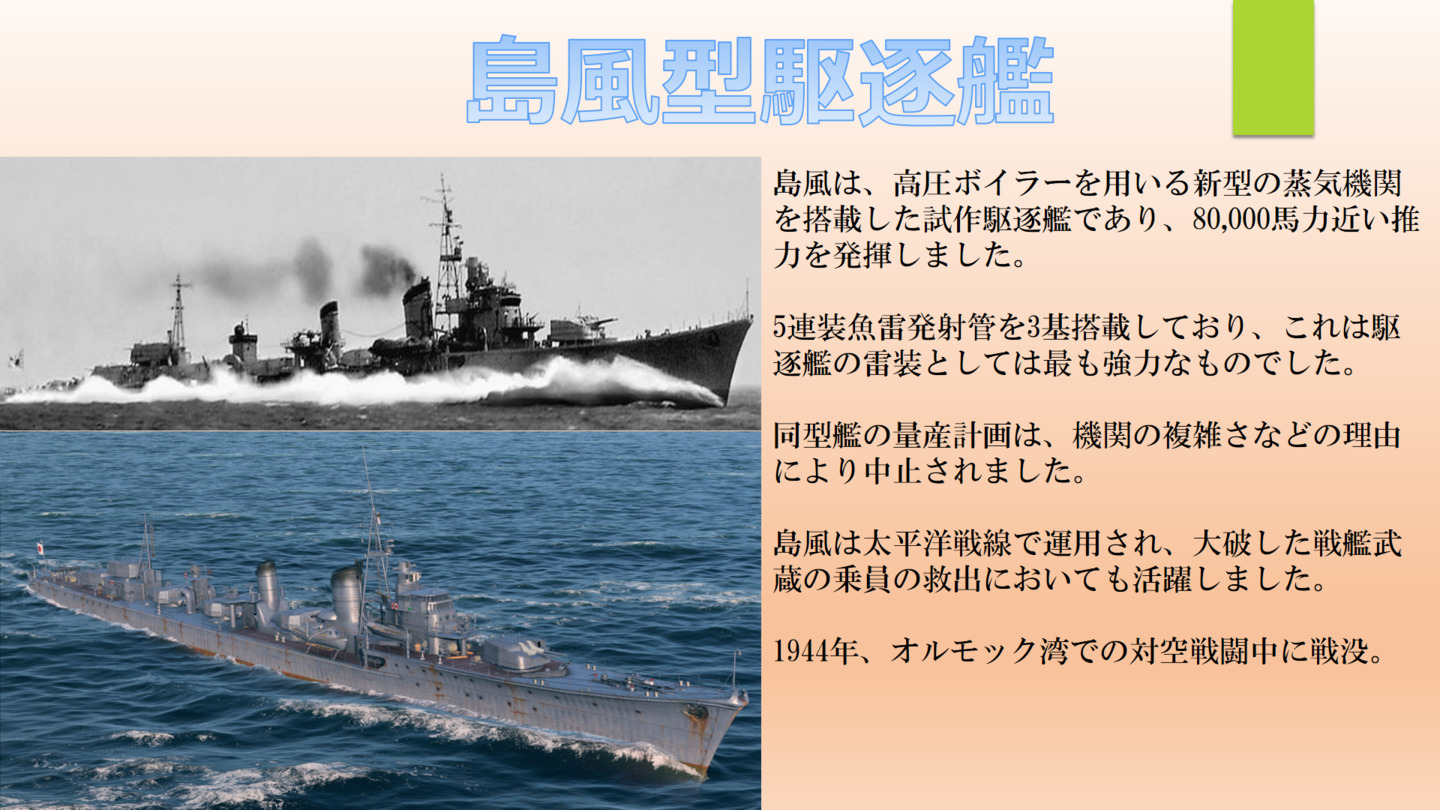 島風型駆逐艦
島風は、高圧ボイラーを用いる新型の蒸気機関
を搭載した試作駆逐艦であり、80,000馬力近い推
力を発揮しました。
5連装魚雷発射管を3基搭載しており、これは駆
逐艦の雷装としては最も強力なものでした。
同型艦の量産計画は、機関の複雑さなどの理由
により中止されました。
島風は太平洋戦線で運用され、大破した戦艦武
蔵の乗員の救出においても活躍しました。
1944年、オルモック湾での対空戦闘中に戦没。